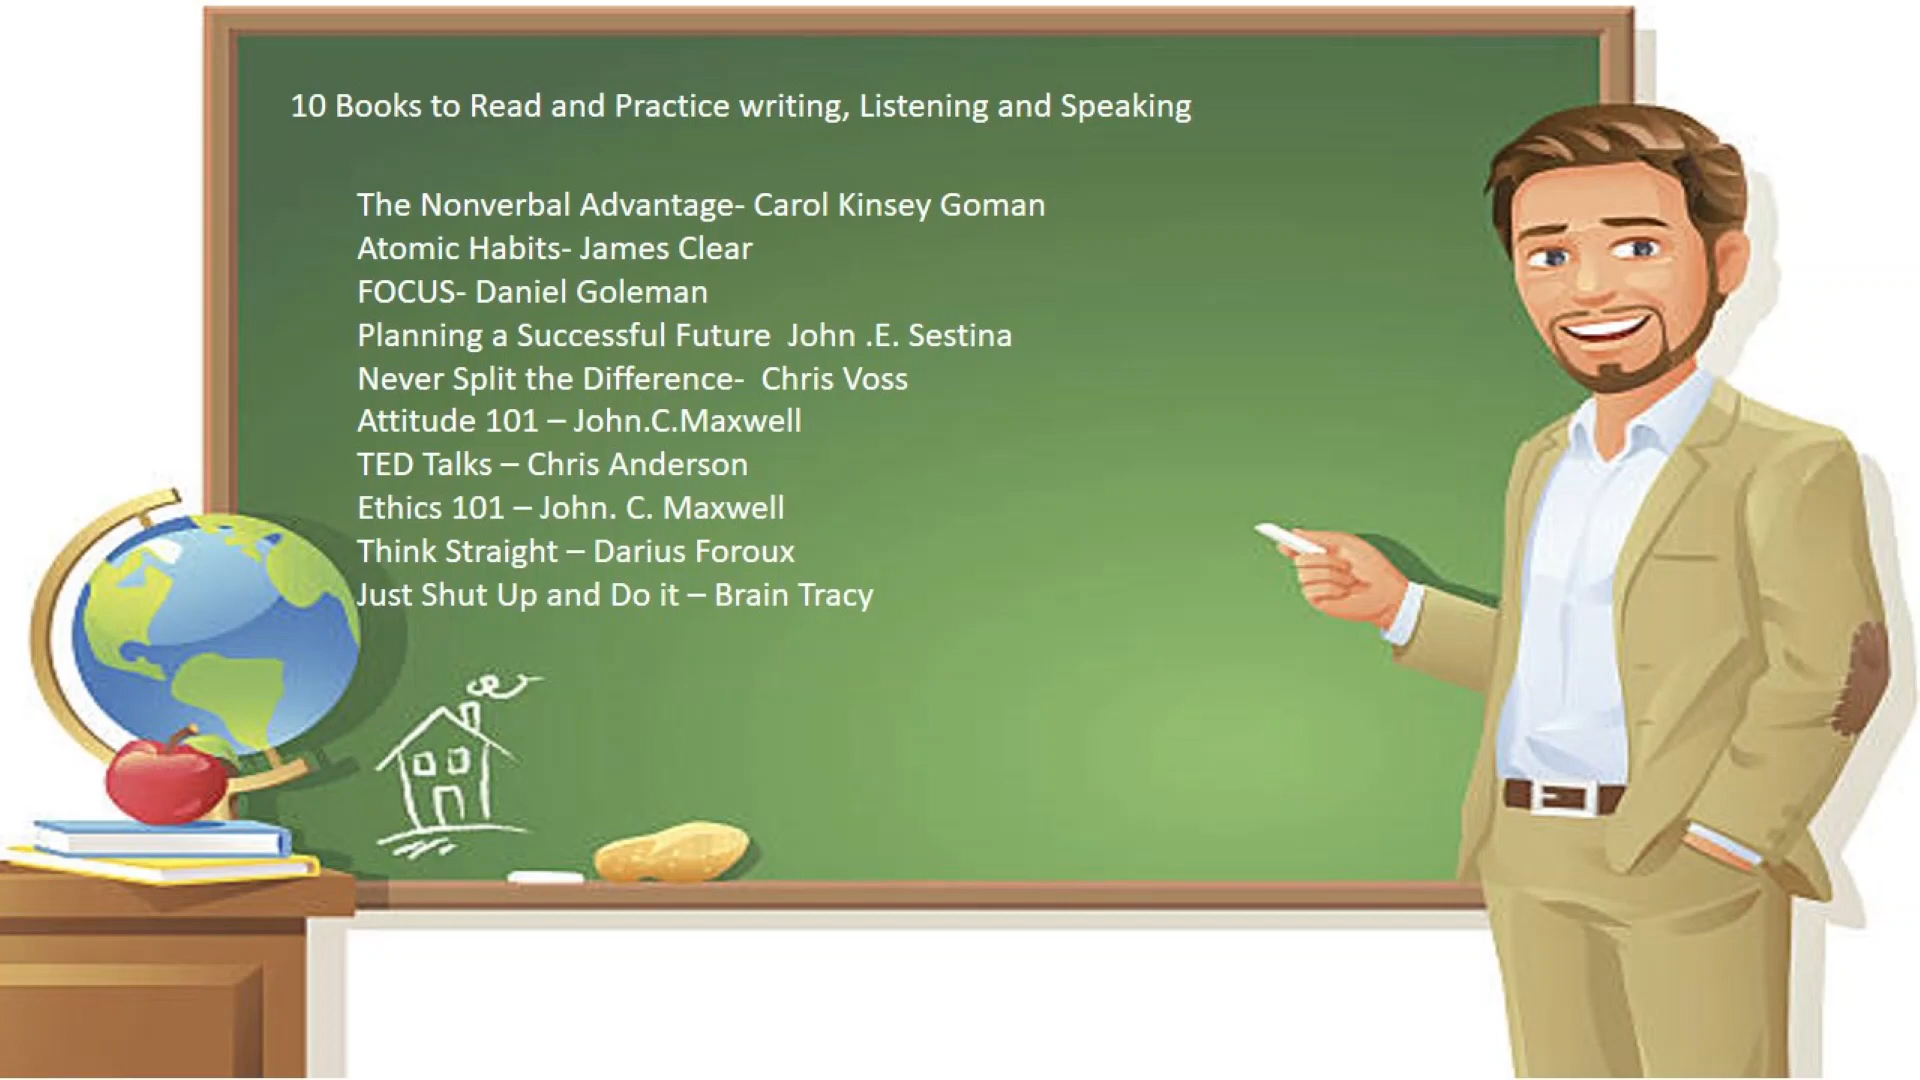 10 Books to Read and Practice writing, Listening and Speaking
The Nonverbal Advantage- Carol Kinsey Goman
Atomic Habits- James Clear
FOCUS- Daniel Goleman
Planning a Successful Future  John .E. Sestina
Never Split the Difference-  Chris Voss
Attitude 101 – John.C.Maxwell
TED Talks – Chris Anderson
Ethics 101 – John. C. Maxwell
Think Straight – Darius Foroux
Just Shut Up and Do it – Brain Tracy